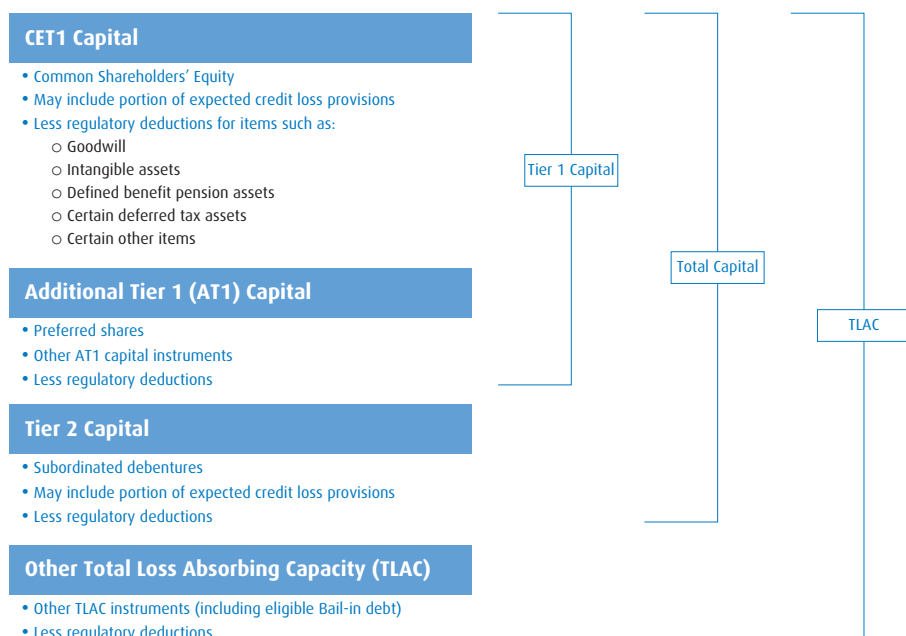 CET1 Capital
• Common Shareholders’ Equity
• May include portion of expected credit loss provisions
• Less regulatory deductions for items such as:
○ Goodwill
○ Intangible assets
○ Defined benefit pension assets
○ Certain deferred tax assets
○ Certain other items
Tier 1 Capital
Total Capital
Additional Tier 1 (AT1) Capital
• Preferred shares
• Other AT1 capital instruments
• Less regulatory deductions
TLAC
Tier 2 Capital
• Subordinated debentures
• May include portion of expected credit loss provisions
• Less regulatory deductions
Other Total Loss Absorbing Capacity (TLAC)
• Other TLAC instruments (including eligible Bail-in debt)
• Less regulatory deductions